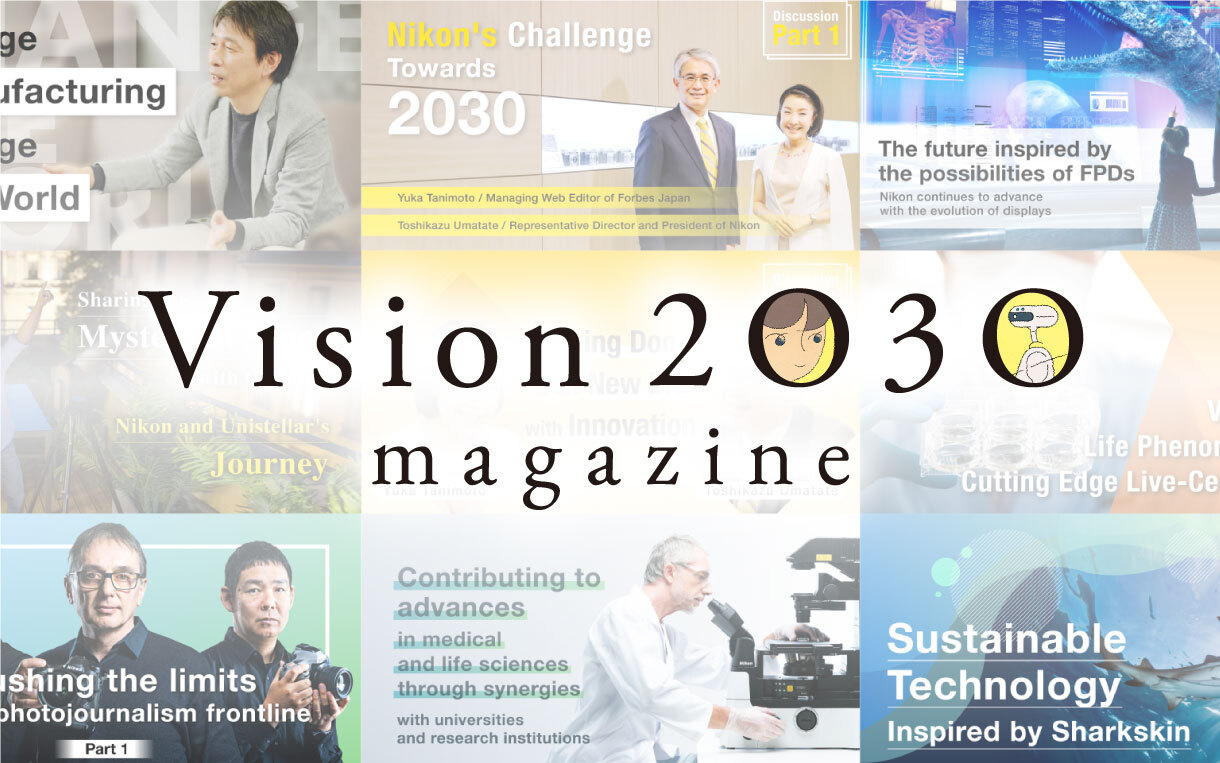 ge
ufacturing
ge
World
Nikon's Challenge
Towards
2030
Discussion
Part 1
Yuka Tanimoto / Managing Web Editor of Forbes Japan
Toshikazu Umatate / Representative Director and President of Nikon
The future inspired by
the possibilities of FPDs
Nikon continues to advance
with the evolution of displays
Vision 2030
magazine
Nikon and Unistellar's
Journey
New
with Innovation
Yuka Tanimoto
Toshikazu Umatate
Life Phenom
Cutting Edge Live-Ce
ushing the limits
photojournalism frontline
Part 1
Contributing to
advances
in medical
and life sciences
through synergies
with universities
and research institutions
Nikon
Sustainable
Technology
Inspired by Sharkskin